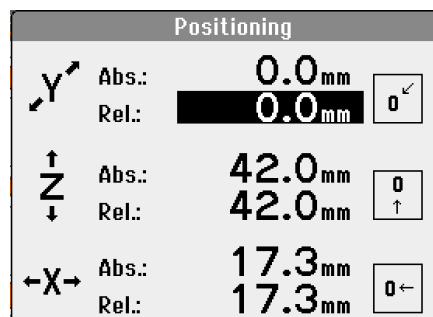 Positioning
Y Abs.: 0.0mm
Rel.: 0.0mm 0↙
Z Abs.: 42.0mm
Rel.: 42.0mm 0↑
←X→ Abs.: 17.3mm
Rel.: 17.3mm 0←